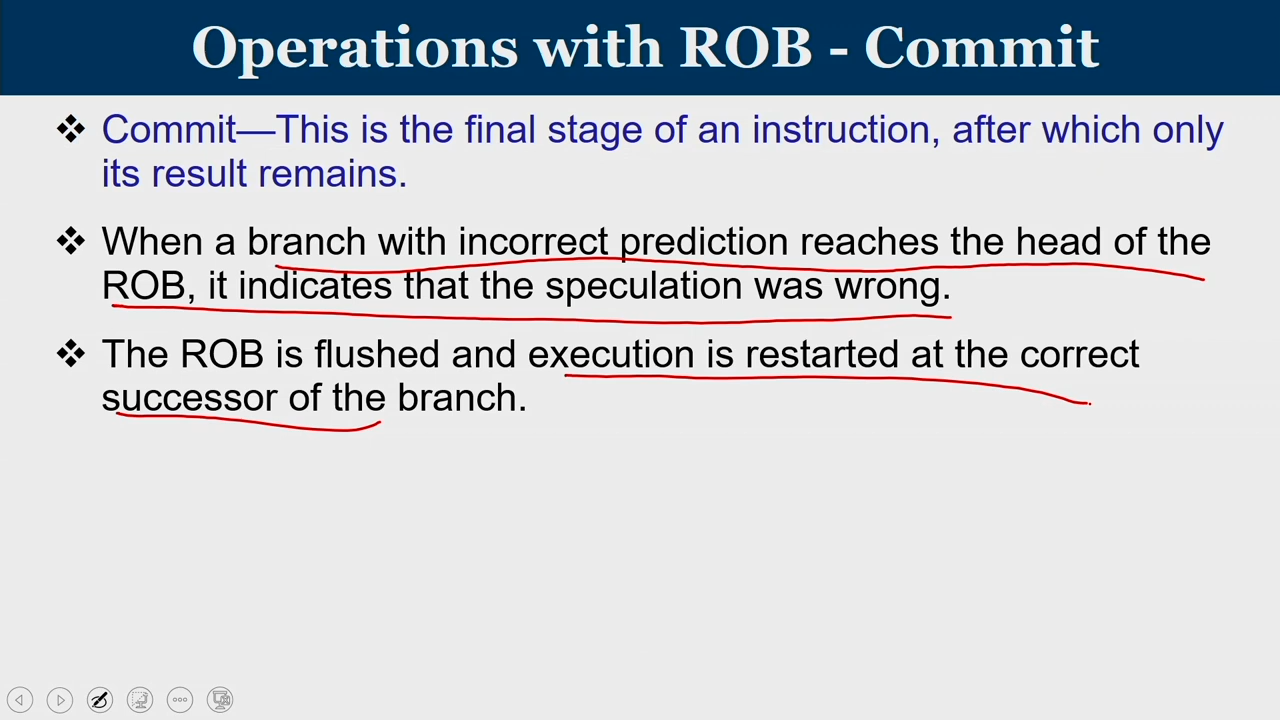 Operations with ROB - Commit
❖ Commit—This is the final stage of an instruction, after which only
its result remains.
❖ When a branch with incorrect prediction reaches the head of the
ROB, it indicates that the speculation was wrong.
❖ The ROB is flushed and execution is restarted at the correct
successor of the branch.